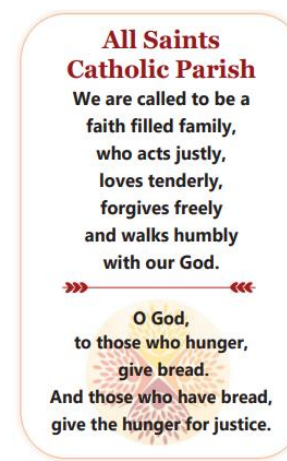 All Saints
Catholic Parish
We are called to be a
faith filled family,
who acts justly,
loves tenderly,
forgives freely
and walks humbly
with our God.
O God,
to those who hunger,
give bread.
And those who have bread,
give the hunger for justice.